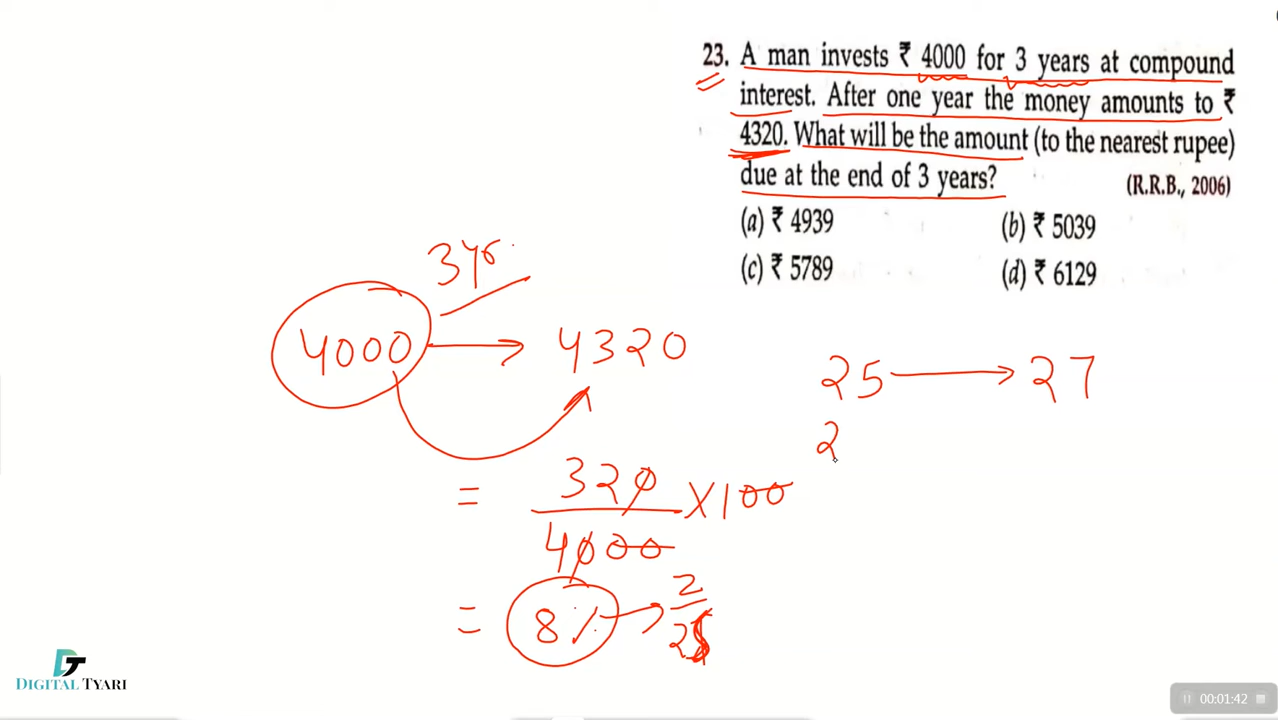 23. A man invests ₹ 4000 for 3 years at compound
interest. After one year the money amounts to ₹
4320. What will be the amount (to the nearest rupee)
due at the end of 3 years? (R.R.B., 2006)
(a) ₹ 4939 (b) ₹ 5039
(c) ₹ 5789 (d) ₹ 6129
3yr
4000 → 4320
25 → 27
2
= 320/4000 × 100
= 8% → 2/25
DT
DIGITAL TYARI
00:01:42